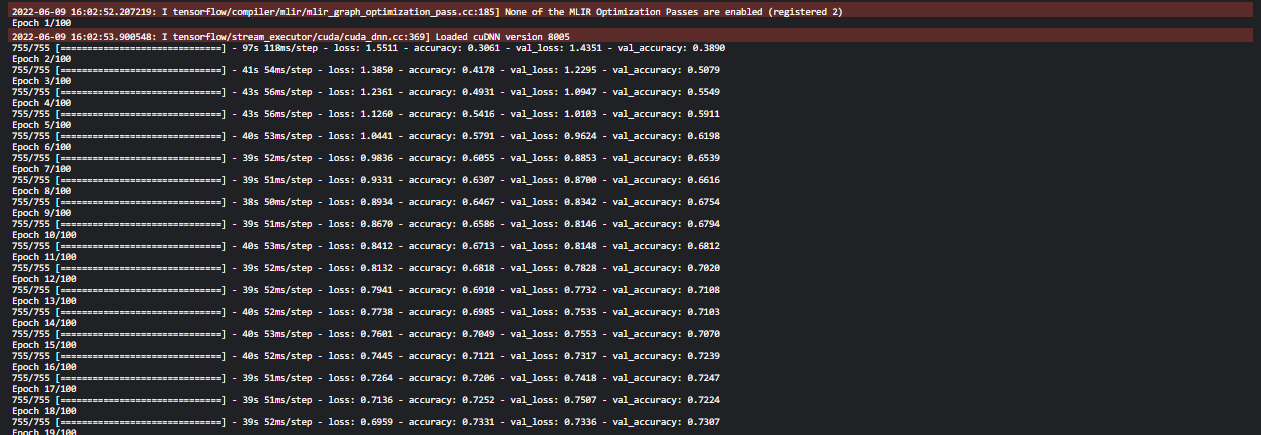 2022-06-09 16:02:52.207219: I tensorflow/compiler/mlir/mlir_graph_optimization_pass.cc:185] None of the MLIR Optimization Passes are enabled (registered 2)
Epoch 1/100
2022-06-09 16:02:53.900548: I tensorflow/stream_executor/cuda/cuda_dnn.cc:369] Loaded cuDNN version 8005
755/755 [==============================] - 97s 118ms/step - loss: 1.5511 - accuracy: 0.3061 - val_loss: 1.4351 - val_accuracy: 0.3890
Epoch 2/100
755/755 [==============================] - 41s 54ms/step - loss: 1.3850 - accuracy: 0.4178 - val_loss: 1.2295 - val_accuracy: 0.5079
Epoch 3/100
755/755 [==============================] - 43s 56ms/step - loss: 1.2361 - accuracy: 0.4931 - val_loss: 1.0947 - val_accuracy: 0.5549
Epoch 4/100
755/755 [==============================] - 43s 56ms/step - loss: 1.1260 - accuracy: 0.5416 - val_loss: 1.0103 - val_accuracy: 0.5911
Epoch 5/100
755/755 [==============================] - 40s 53ms/step - loss: 1.0441 - accuracy: 0.5791 - val_loss: 0.9624 - val_accuracy: 0.6198
Epoch 6/100
755/755 [==============================] - 39s 52ms/step - loss: 0.9836 - accuracy: 0.6055 - val_loss: 0.8853 - val_accuracy: 0.6539
Epoch 7/100
755/755 [==============================] - 39s 51ms/step - loss: 0.9331 - accuracy: 0.6307 - val_loss: 0.8700 - val_accuracy: 0.6616
Epoch 8/100
755/755 [==============================] - 38s 50ms/step - loss: 0.8934 - accuracy: 0.6467 - val_loss: 0.8342 - val_accuracy: 0.6754
Epoch 9/100
755/755 [==============================] - 39s 51ms/step - loss: 0.8670 - accuracy: 0.6586 - val_loss: 0.8146 - val_accuracy: 0.6794
Epoch 10/100
755/755 [==============================] - 40s 53ms/step - loss: 0.8412 - accuracy: 0.6713 - val_loss: 0.8148 - val_accuracy: 0.6812
Epoch 11/100
755/755 [==============================] - 39s 52ms/step - loss: 0.8132 - accuracy: 0.6818 - val_loss: 0.7828 - val_accuracy: 0.7020
Epoch 12/100
755/755 [==============================] - 39s 52ms/step - loss: 0.7941 - accuracy: 0.6910 - val_loss: 0.7732 - val_accuracy: 0.7108
Epoch 13/100
755/755 [==============================] - 40s 52ms/step - loss: 0.7738 - accuracy: 0.6985 - val_loss: 0.7535 - val_accuracy: 0.7103
Epoch 14/100
755/755 [==============================] - 40s 53ms/step - loss: 0.7601 - accuracy: 0.7049 - val_loss: 0.7553 - val_accuracy: 0.7070
Epoch 15/100
755/755 [==============================] - 40s 52ms/step - loss: 0.7445 - accuracy: 0.7121 - val_loss: 0.7317 - val_accuracy: 0.7239
Epoch 16/100
755/755 [==============================] - 39s 51ms/step - loss: 0.7264 - accuracy: 0.7206 - val_loss: 0.7418 - val_accuracy: 0.7247
Epoch 17/100
755/755 [==============================] - 39s 51ms/step - loss: 0.7136 - accuracy: 0.7252 - val_loss: 0.7507 - val_accuracy: 0.7224
Epoch 18/100
755/755 [==============================] - 39s 52ms/step - loss: 0.6959 - accuracy: 0.7331 - val_loss: 0.7336 - val_accuracy: 0.7307
Epoch 19/100